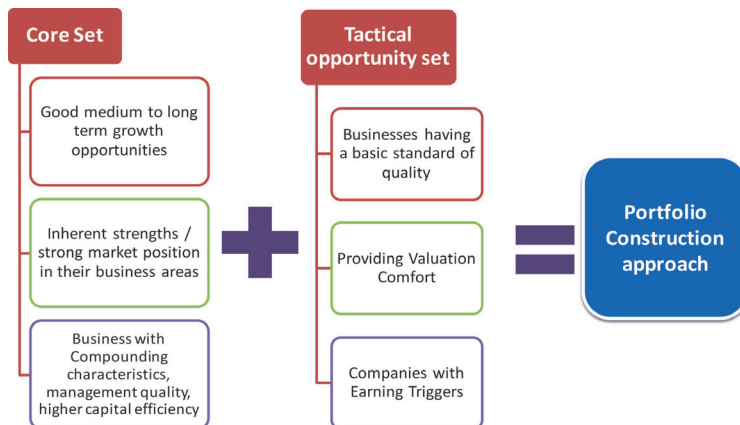 Core Set
Good medium to long
term growth
opportunities
Inherent strengths /
strong market position
in their business areas
Business with
Compounding
characteristics,
management quality,
higher capital efficiency
Tactical
opportunity set
Businesses having
a basic standard of
quality
Providing Valuation
Comfort
Companies with
Earning Triggers
Portfolio
Construction
approach